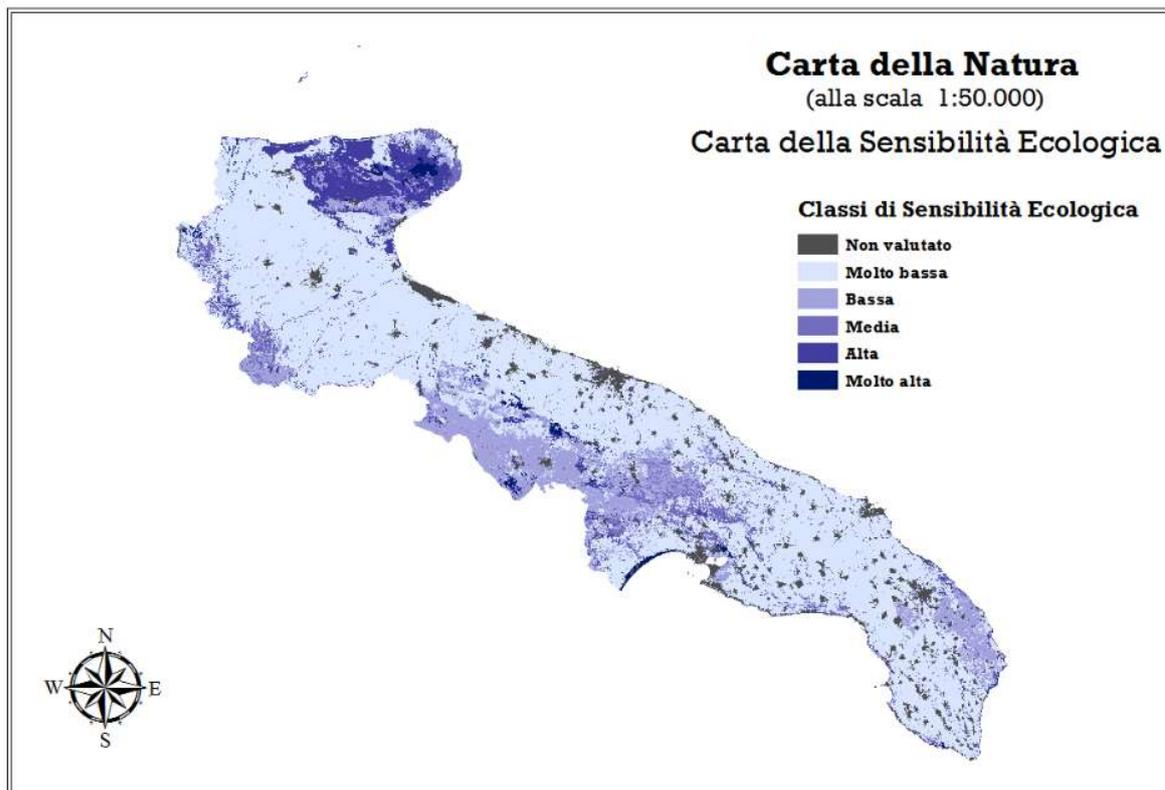 Carta della Natura
(alla scala 1:50.000)
Carta della Sensibilità Ecologica
Classi di Sensibilità Ecologica
Non valutato
Molto bassa
Bassa
Media
Alta
Molto alta
N
W E
S